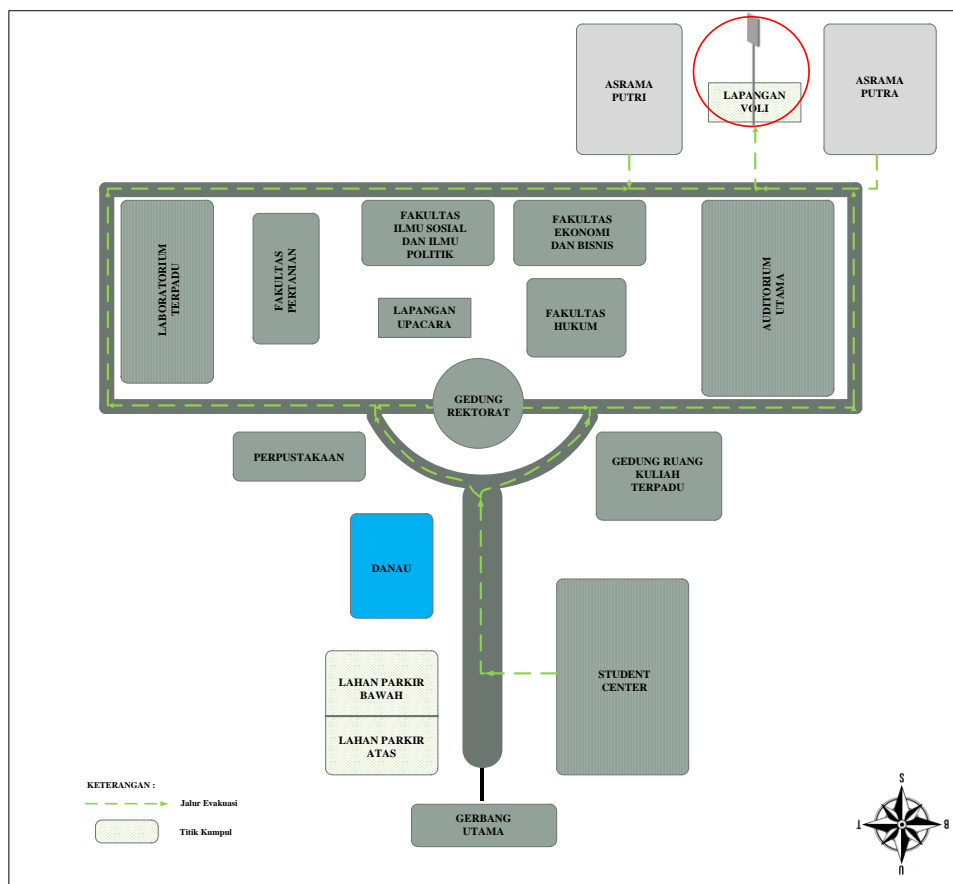 ASRAMA
PUTRI
LAPANGAN
VOLI
ASRAMA
PUTRA
LABORATORIUM
TERPADU
FAKULTAS
PERTANIAN
FAKULTAS
ILMU SOSIAL
DAN ILMU
POLITIK
FAKULTAS
EKONOMI
DAN BISNIS
AUDITORIUM
UTAMA
LAPANGAN
UPACARA
FAKULTAS
HUKUM
GEDUNG
REKTORAT
PERPUSTAKAAN
GEDUNG RUANG
KULIAH
TERPADU
DANAU
STUDENT
CENTER
LAHAN PARKIR
BAWAH
LAHAN PARKIR
ATAS
KETERANGAN :
Jalur Evakuasi
Titik Kumpul
GERBANG
UTAMA
S
T
B
U